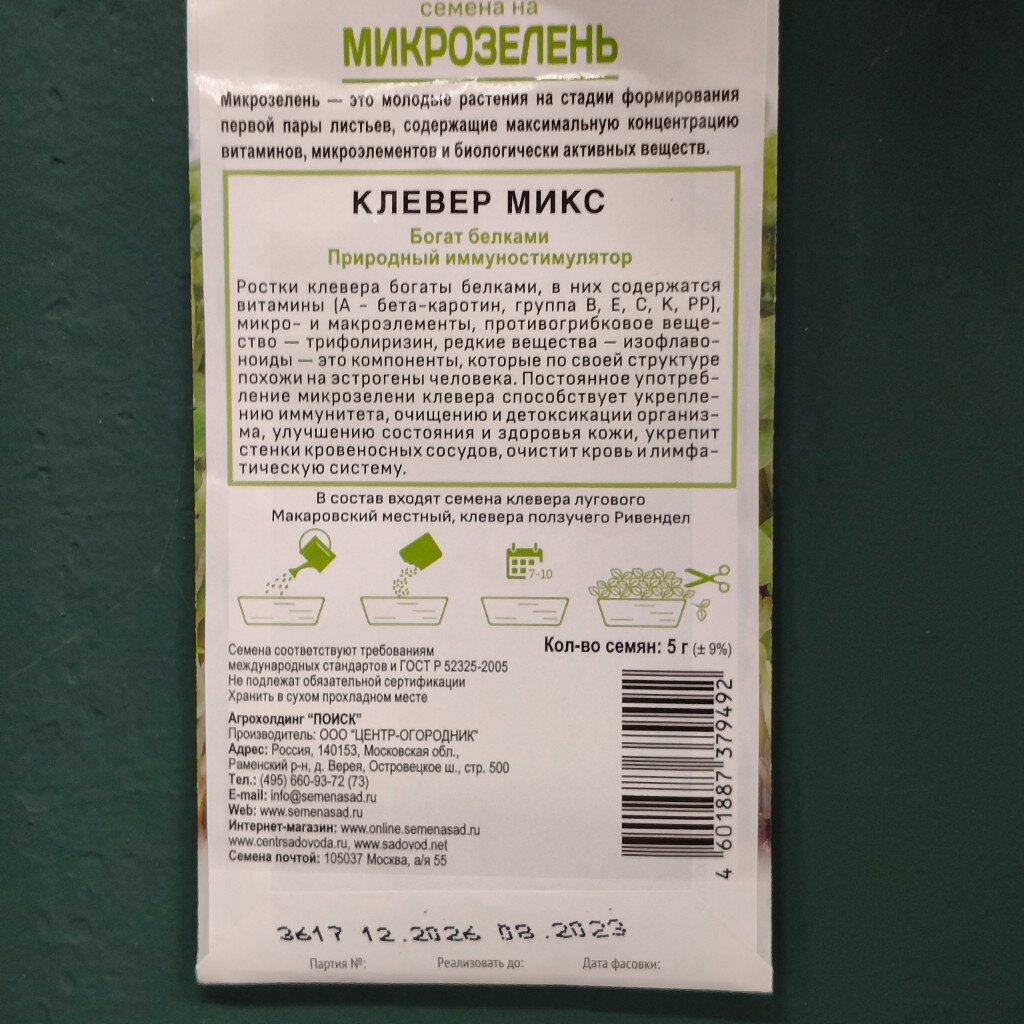 семена на
МИКРОЗЕЛЕНЬ
Микрозелень — это молодые растения на стадии формирования
первой пары листьев, содержащие максимальную концентрацию
витаминов, микроэлементов и биологически активных веществ.
КЛЕВЕР МИКС
Богат белками
Природный иммуностимулятор
Ростки клевера богаты белками, в них содержатся
витамины (А - бета-каротин, группа В, Е, С, К, РР),
микро- и макроэлементы, противогрибковое веще-
ство — трифолиризин, редкие вещества — изофлаво-
ноиды — это компоненты, которые по своей структуре
похожи на эстрогены человека. Постоянное употреб-
ление микрозелени клевера способствует укрепле-
нию иммунитета, очищению и детоксикации организ-
ма, улучшению состояния и здоровья кожи, укрепит
стенки кровеносных сосудов, очистит кровь и лимфа-
тическую систему.
В состав входят семена клевера лугового
Макаровский местный, клевера ползучего Ривендел
7-10
Кол-во семян: 5 г (± 9%)
Семена соответствуют требованиям
международных стандартов и ГОСТ Р 52325-2005
Не подлежат обязательной сертификации
Хранить в сухом прохладном месте
Агрохолдинг "ПОИСК"
Производитель: ООО "ЦЕНТР-ОГОРОДНИК"
Адрес: Россия, 140153, Московская обл.,
Раменский р-н, д. Верея, Островецкое ш., стр. 500
Тел.: (495) 660-93-72 (73)
E-mail: info@semenasad.ru
Web: www.semenasad.ru
Интернет-магазин: www.online.semenasad.ru
www.centrsadovoda.ru, www.sadovod.net
Семена почтой: 105037 Москва, а/я 55
4 601887 379492
3617 12.2026 08.2023
Партия №: Реализовать до: Дата фасовки: